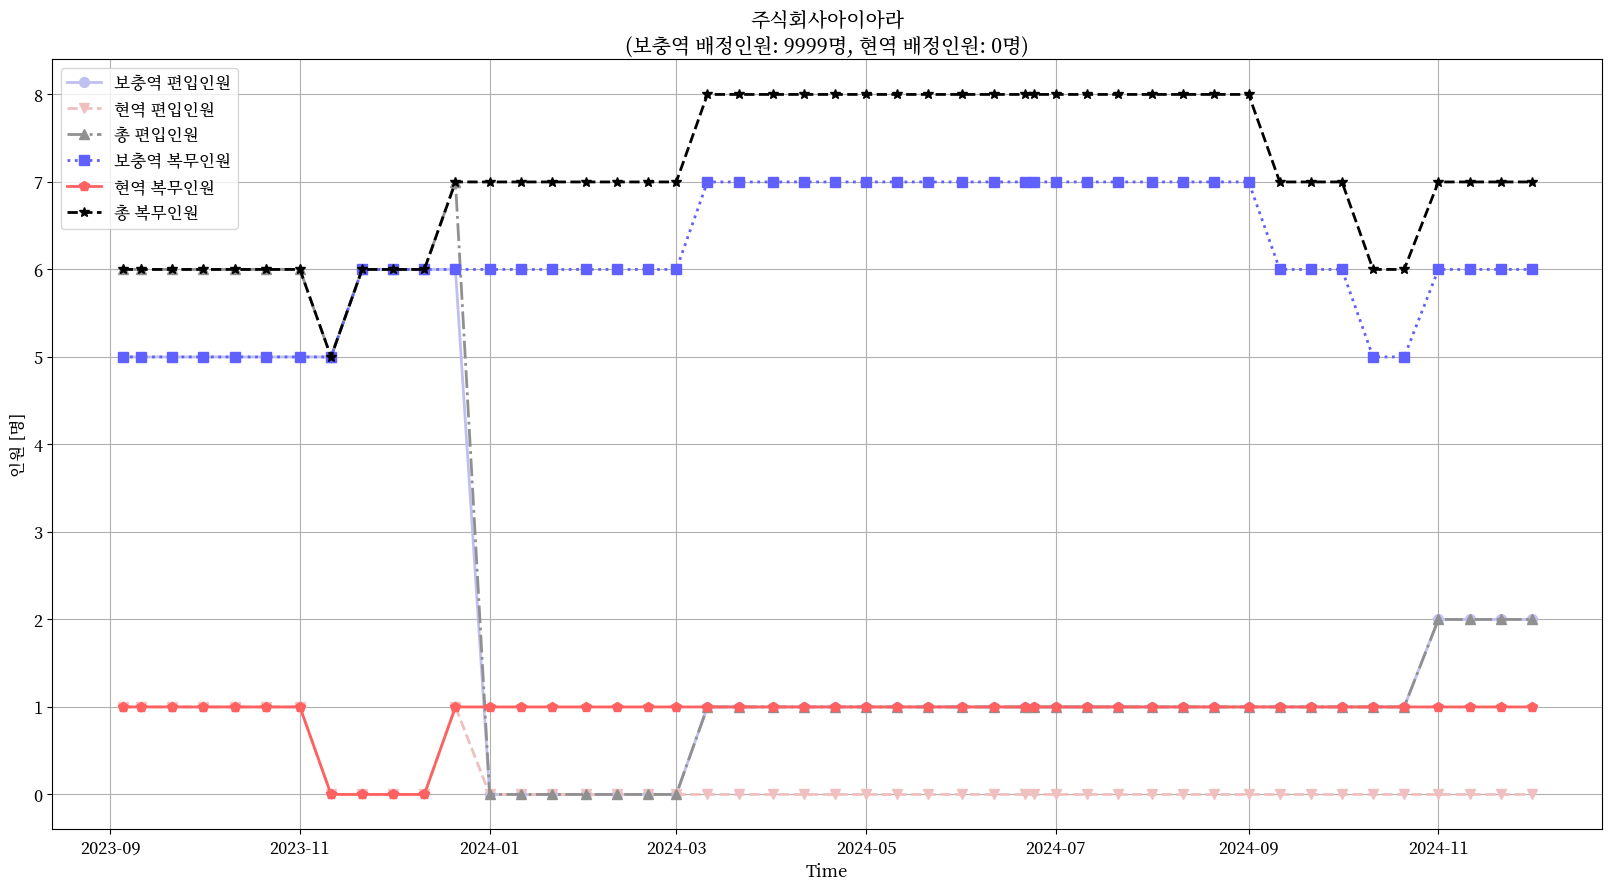 주식회사아이아라
(보충역 배정인원: 9999명, 현역 배정인원: 0명)
보충역 편입인원
현역 편입인원
총 편입인원
보충역 복무인원
현역 복무인원
총 복무인원
인원 [명]
8
7
6
5
4
3
2
1
0
2023-09
2023-11
2024-01
2024-03
2024-05
2024-07
2024-09
2024-11
Time